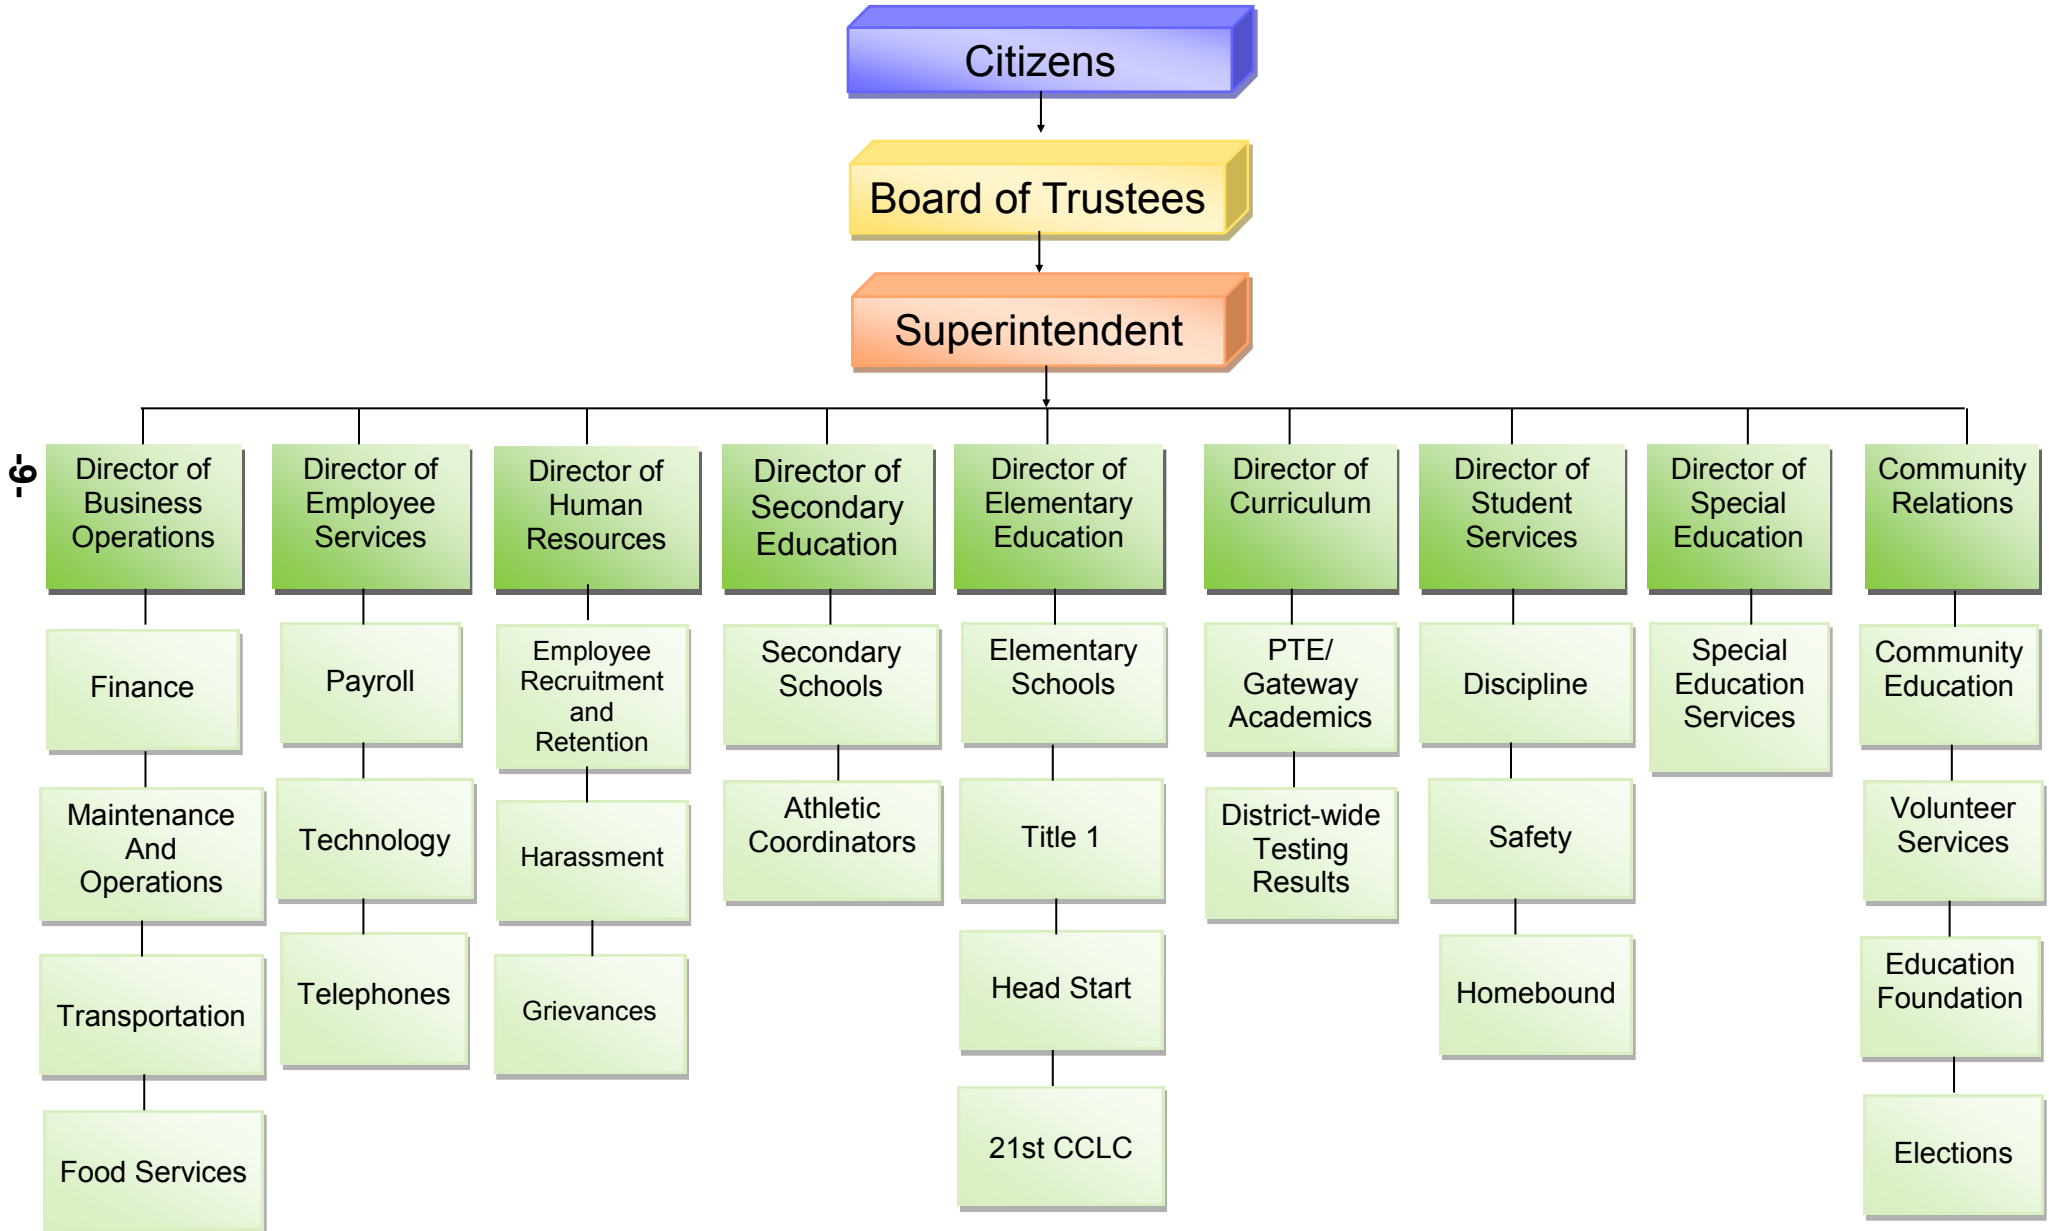 Citizens
Board of Trustees
Superintendent
-6-
Director of
Business
Operations
Director of
Employee
Services
Director of
Human
Resources
Director of
Secondary
Education
Director of
Elementary
Education
Director of
Curriculum
Director of
Student
Services
Director of
Special
Education
Community
Relations
Finance
Payroll
Employee
Recruitment
and
Retention
Secondary
Schools
Elementary
Schools
PTE/
Gateway
Academics
Discipline
Special
Education
Services
Community
Education
Maintenance
And
Operations
Technology
Harassment
Athletic
Coordinators
Title 1
District-wide
Testing
Results
Safety
Volunteer
Services
Transportation
Telephones
Grievances
Head Start
Homebound
Education
Foundation
Food Services
21st CCLC
Elections